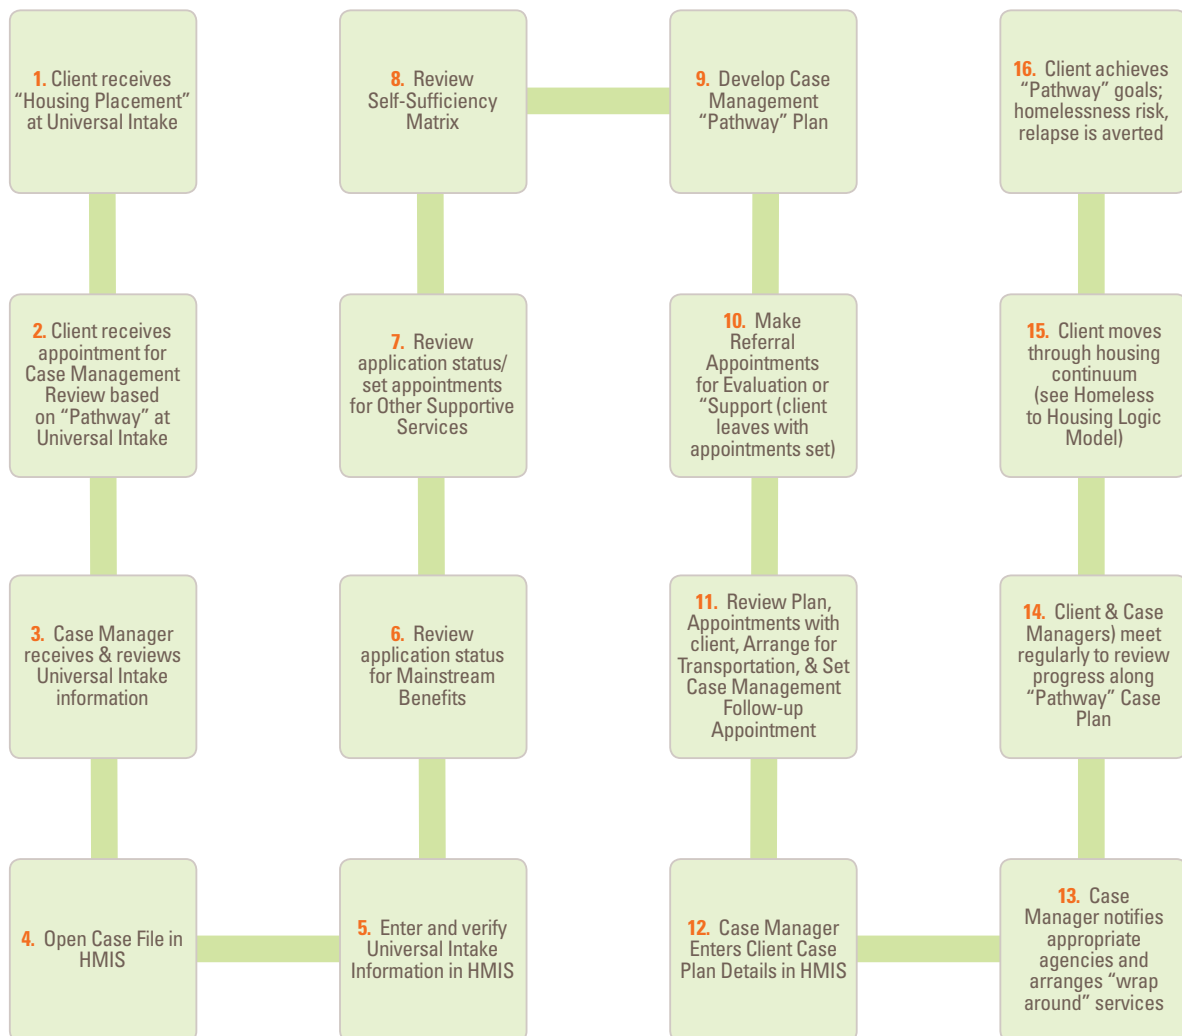 1. Client receives
“Housing Placement”
at Universal Intake
2. Client receives
appointment for
Case Management
Review based
on “Pathway” at
Universal Intake
3. Case Manager
receives & reviews
Universal Intake
information
4. Open Case File in
HMIS
5. Enter and verify
Universal Intake
Information in HMIS
6. Review
application status
for Mainstream
Benefits
7. Review
application status/
set appointments
for Other Supportive
Services
8. Review
Self-Sufficiency
Matrix
9. Develop Case
Management
“Pathway” Plan
10. Make
Referral
Appointments
for Evaluation or
“Support (client
leaves with
appointments set)
11. Review Plan,
Appointments with
client, Arrange for
Transportation, & Set
Case Management
Follow-up
Appointment
12. Case Manager
Enters Client Case
Plan Details in HMIS
13. Case
Manager notifies
appropriate
agencies and
arranges “wrap
around” services
14. Client & Case
Managers) meet
regularly to review
progress along
“Pathway” Case
Plan
15. Client moves
through housing
continuum
(see Homeless
to Housing Logic
Model)
16. Client achieves
“Pathway” goals;
homelessness risk,
relapse is averted